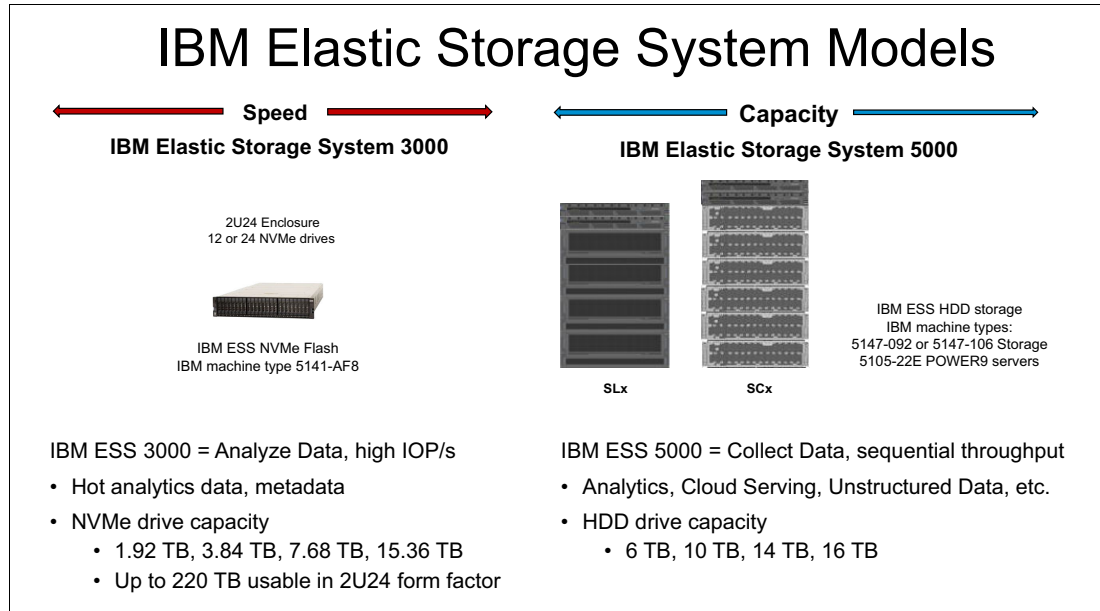 IBM Elastic Storage System Models
Speed
IBM Elastic Storage System 3000
2U24 Enclosure
12 or 24 NVMe drives
IBM ESS NVMe Flash
IBM machine type 5141-AF8
IBM ESS 3000 = Analyze Data, high IOP/s
• Hot analytics data, metadata
• NVMe drive capacity
• 1.92 TB, 3.84 TB, 7.68 TB, 15.36 TB
• Up to 220 TB usable in 2U24 form factor
Capacity
IBM Elastic Storage System 5000
SLx
SCx
IBM ESS HDD storage
IBM machine types:
5147-092 or 5147-106 Storage
5105-22E POWER9 servers
IBM ESS 5000 = Collect Data, sequential throughput
• Analytics, Cloud Serving, Unstructured Data, etc.
• HDD drive capacity
• 6 TB, 10 TB, 14 TB, 16 TB